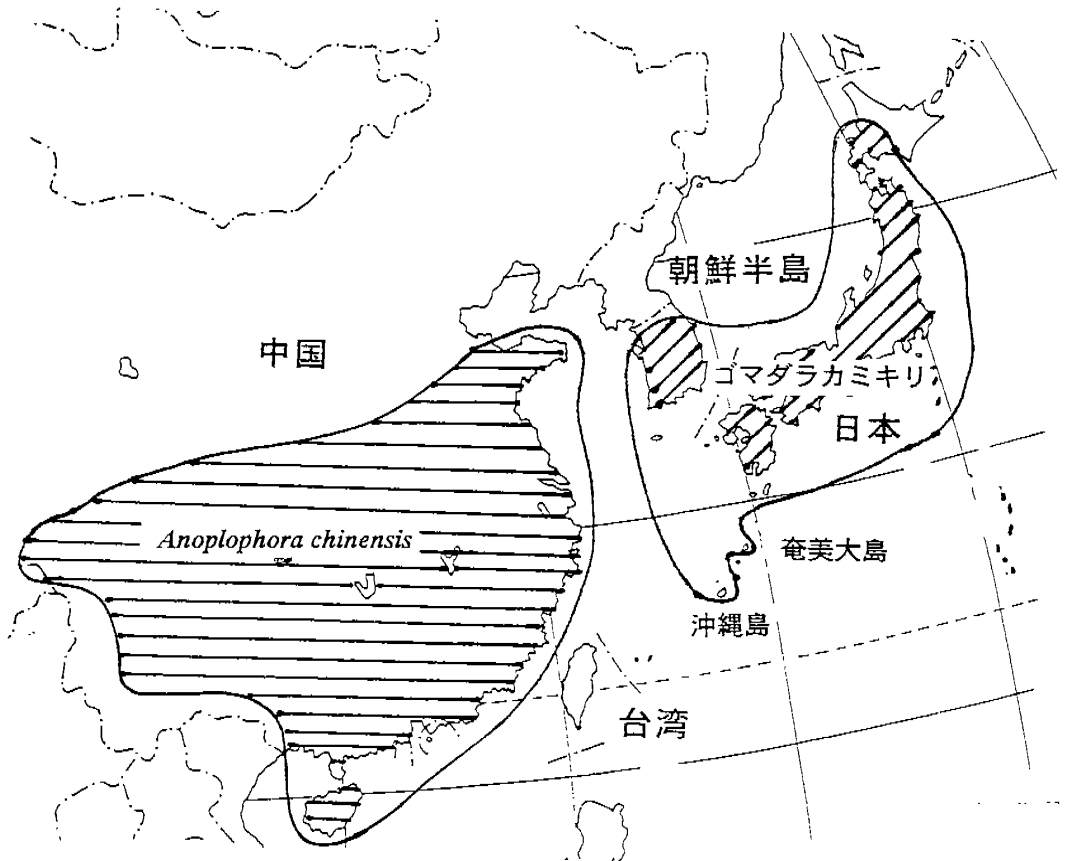 朝鮮半島
中国
ゴマダラカミキリ
日本
Anoplophora chinensis
奄美大島
沖縄島
台湾